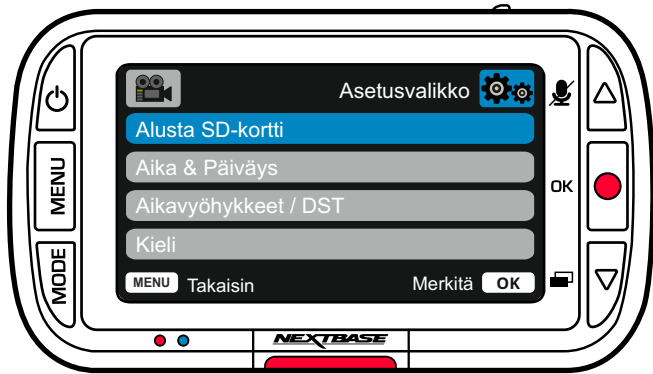 Asetusvalikko
Alusta SD-kortti
Aika & Päiväys
Aikavyöhykkeet / DST
Kieli
MENU Takaisin Merkitä OK
MENU
MODE
OK
NEXTBASE